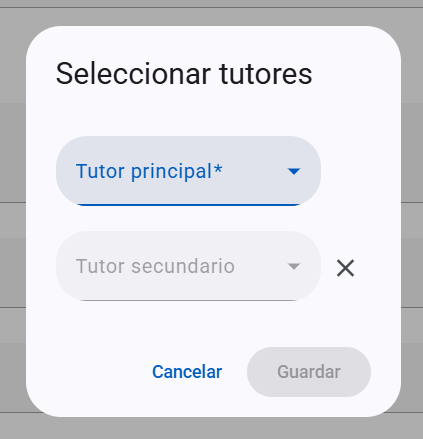 Seleccionar tutores
Tutor principal*
Tutor secundario
Cancelar Guardar